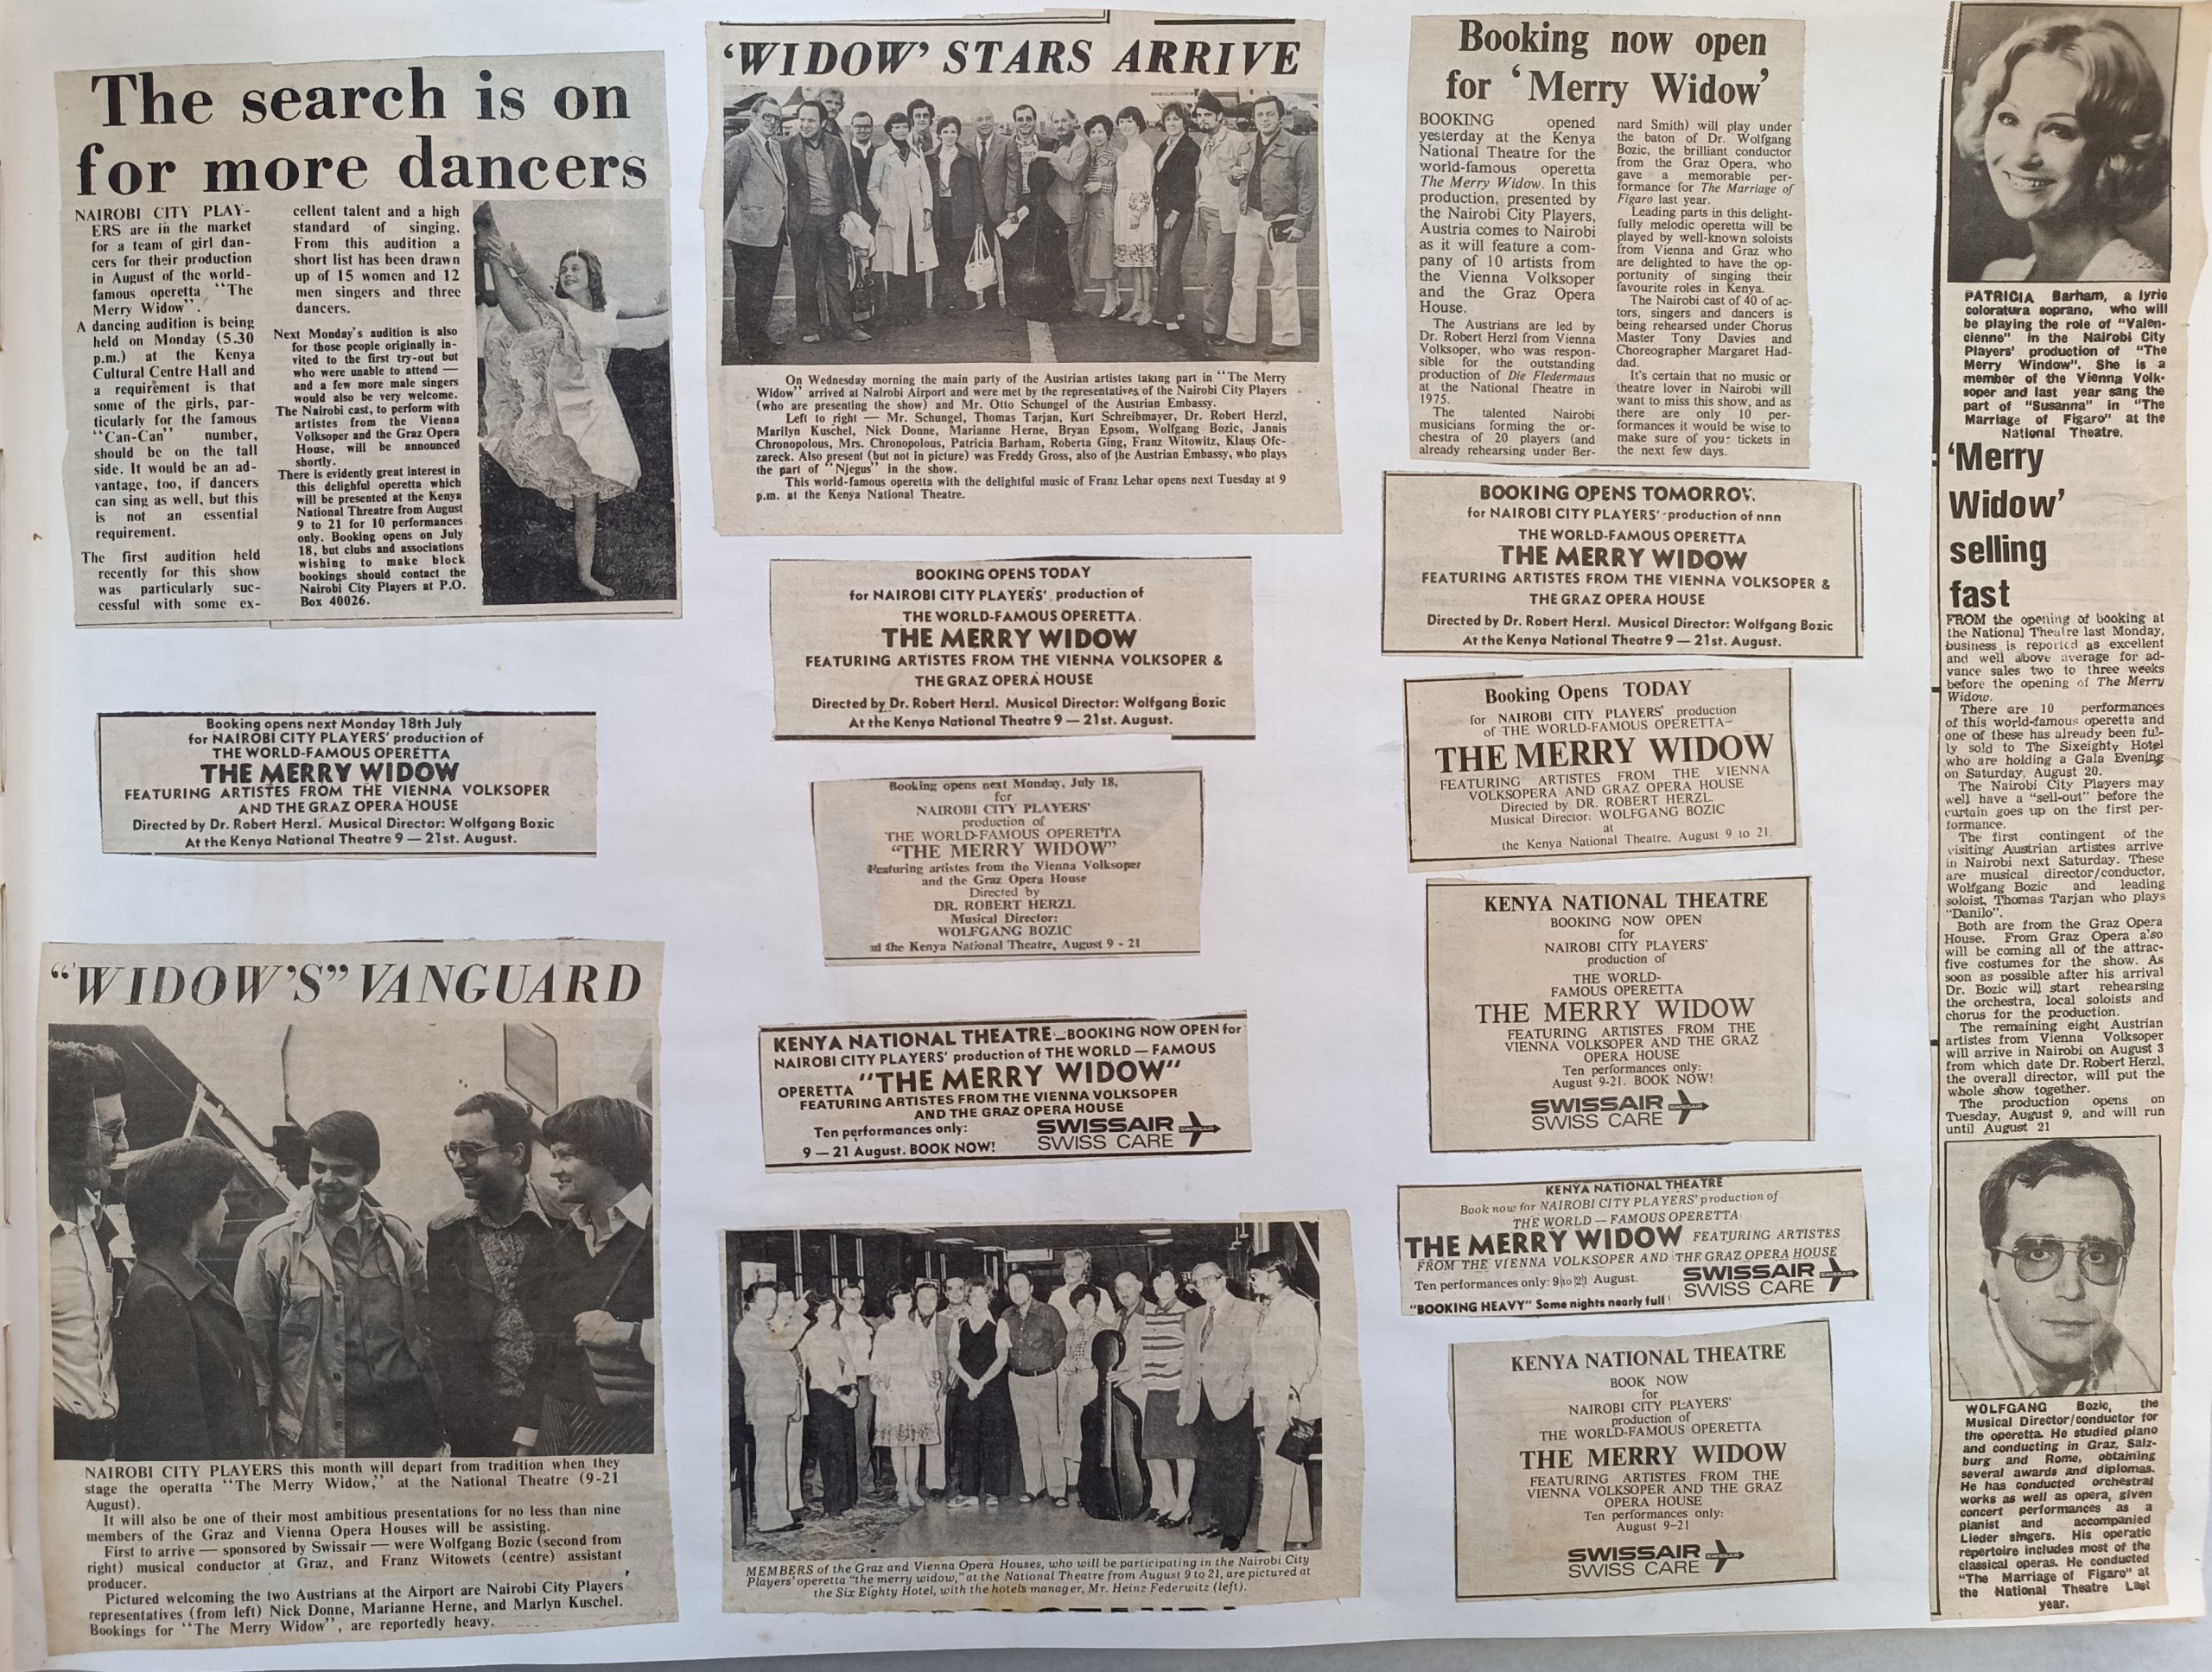 The search is on
for more dancers
NAIROBI CITY PLAY-
ERS are in the market
for a team of girl dan-
cers for their production
in August of the world-
famous operetta "The
Merry Widow".
A dancing audition is being
held on Monday (5.30
p.m.) at the Kenya
Cultural Centre Hall and
a requirement is that
some of the girls, par-
ticularly for the famous
"Can-Can" number,
should be on the tall
side. It would be an ad-
vantage, too, if dancers
can sing as well, but this
is not an essential
requirement.
The first audition held
recently for this show
was particularly suc-
cessful with some ex-
cellent talent and a high
standard of singing.
From this audition a
short list has been drawn
up of 15 women and 12
men singers and three
dancers.
Next Monday's audition is also
for those people originally in-
vited to the first try-out but
who were unable to attend —
and a few more male singers
would also be very welcome.
The Nairobi cast, to perform with
artistes from the Vienna
Volksoper and the Graz Opera
House, will be announced
shortly.
There is evidently great interest in
this delighful operetta which
will be presented at the Kenya
National Threatre from August
9 to 21 for 10 performances
only. Booking opens on July
18, but clubs and associations
wishing to make block
bookings should contact the
Nairobi City Players at P.O.
Box 40026.
Booking opens next Monday 18th July
for NAIROBI CITY PLAYERS' production of
THE WORLD-FAMOUS OPERETTA
THE MERRY WIDOW
FEATURING ARTISTES FROM THE VIENNA VOLKSOPER
AND THE GRAZ OPERA HOUSE
Directed by Dr. Robert Herzl. Musical Director: Wolfgang Bozic
At the Kenya National Theatre 9 — 21st. August.
"WIDOW'S" VANGUARD
NAIROBI CITY PLAYERS this month will depart from tradition when they
stage the operatta "The Merry Widow," at the National Theatre (9-21
August).
It will also be one of their most ambitious presentations for no less than nine
members of the Graz and Vienna Opera Houses will be assisting.
First to arrive — sponsored by Swissair — were Wolfgang Bozic (second from
right) musical conductor at Graz, and Franz Witowets (centre) assistant
producer.
Pictured welcoming the two Austrians at the Airport are Nairobi City Players
representatives (from left) Nick Donne, Marianne Herne, and Marlyn Kuschel.
Bookings for "The Merry Widow", are reportedly heavy.
'WIDOW' STARS ARRIVE
On Wednesday morning the main party of the Austrian artistes taking part in "The Merry
Widow" arrived at Nairobi Airport and were met by the representatives of the Nairobi City Players
(who are presenting the show) and Mr. Otto Schungel of the Austrian Embassy.
Left to right — Mr. Schungel, Thomas Tarjan, Kurt Schreibmayer, Dr. Robert Herzl,
Marilyn Kuschel, Nick Donne, Marianne Herne, Bryan Epsom, Wolfgang Bozic, Jannis
Chronopolous, Mrs. Chronopolous, Patricia Barham, Roberta Ging, Franz Witowitz, Klaus Ofc-
zareck. Also present (but not in picture) was Freddy Gross, also of the Austrian Embassy, who plays
the part of "Njegus" in the show.
This world-famous operetta with the delightful music of Franz Lehar opens next Tuesday at 9
p.m. at the Kenya National Theatre.
BOOKING OPENS TODAY
for NAIROBI CITY PLAYERS' production of
THE WORLD-FAMOUS OPERETTA
THE MERRY WIDOW
FEATURING ARTISTES FROM THE VIENNA VOLKSOPER &
THE GRAZ OPERA HOUSE
Directed by Dr. Robert Herzl. Musical Director: Wolfgang Bozic
At the Kenya National Theatre 9 — 21st. August.
Booking opens next Monday, July 18,
for
NAIROBI CITY PLAYERS'
production of
THE WORLD-FAMOUS OPERETTA
"THE MERRY WIDOW"
Featuring artistes from the Vienna Volksoper
and the Graz Opera House
Directed by
DR. ROBERT HERZL
Musical Director:
WOLFGANG BOZIC
at the Kenya National Theatre, August 9 - 21
KENYA NATIONAL THEATRE—BOOKING NOW OPEN for
NAIROBI CITY PLAYERS' production of THE WORLD — FAMOUS
OPERETTA "THE MERRY WIDOW"
FEATURING ARTISTES FROM THE VIENNA VOLKSOPER
AND THE GRAZ OPERA HOUSE
Ten performances only:
9 — 21 August. BOOK NOW!
SWISSAIR
SWISS CARE
MEMBERS of the Graz and Vienna Opera Houses, who will be participating in the Nairobi City
Players' operetta "the merry widow," at the National Theatre from August 9 to 21, are pictured at
the Six Eighty Hotel, with the hotels manager, Mr. Heinz Federwitz (left).
Booking now open
for 'Merry Widow'
BOOKING opened
yesterday at the Kenya
National Theatre for the
world-famous operetta
The Merry Widow. In this
production, presented by
the Nairobi City Players,
Austria comes to Nairobi
as it will feature a com-
pany of 10 artists from
the Vienna Volksoper
and the Graz Opera
House.
The Austrians are led by
Dr. Robert Herzl from Vienna
Volksoper, who was respon-
sible for the outstanding
production of Die Fledermaus
at the National Theatre in
1975.
The talented Nairobi
musicians forming the or-
chestra of 20 players (and
already rehearsing under Ber-
nard Smith) will play under
the baton of Dr. Wolfgang
Bozic, the brilliant conductor
from the Graz Opera, who
gave a memorable per-
formance for The Marriage of
Figaro last year.
Leading parts in this delight-
fully melodic operetta will be
played by well-known soloists
from Vienna and Graz who
are delighted to have the op-
portunity of singing their
favourite roles in Kenya.
The Nairobi cast of 40 of ac-
tors, singers and dancers is
being rehearsed under Chorus
Master Tony Davies and
Choreographer Margaret Had-
dad.
It's certain that no music or
theatre lover in Nairobi will
want to miss this show, and as
there are only 10 per-
formances it would be wise to
make sure of your tickets in
the next few days.
BOOKING OPENS TOMORROW.
for NAIROBI CITY PLAYERS' production of nnn
THE WORLD-FAMOUS OPERETTA
THE MERRY WIDOW
FEATURING ARTISTES FROM THE VIENNA VOLKSOPER &
THE GRAZ OPERA HOUSE
Directed by Dr. Robert Herzl. Musical Director: Wolfgang Bozic
At the Kenya National Theatre 9 — 21st. August.
Booking Opens TODAY
for NAIROBI CITY PLAYERS' production
of THE WORLD-FAMOUS OPERETTA—
THE MERRY WIDOW
FEATURING ARTISTES FROM THE VIENNA
VOLKSOPERA AND GRAZ OPERA HOUSE
Directed by DR. ROBERT HERZL.
Musical Director: WOLFGANG BOZIC
at
the Kenya National Theatre, August 9 to 21.
KENYA NATIONAL THEATRE
BOOKING NOW OPEN
for
NAIROBI CITY PLAYERS'
production of
THE WORLD-
FAMOUS OPERETTA
THE MERRY WIDOW
FEATURING ARTISTES FROM THE
VIENNA VOLKSOPER AND THE GRAZ
OPERA HOUSE
Ten performances only:
August 9-21. BOOK NOW!
SWISSAIR
SWISS CARE
KENYA NATIONAL THEATRE
Book now for NAIROBI CITY PLAYERS' production of
THE WORLD — FAMOUS OPERETTA
THE MERRY WIDOW FEATURING ARTISTES
FROM THE VIENNA VOLKSOPER AND THE GRAZ OPERA HOUSE
Ten performances only: 9 to 21 August.
"BOOKING HEAVY" Some nights nearly full!
SWISSAIR
SWISS CARE
KENYA NATIONAL THEATRE
BOOK NOW
for
NAIROBI CITY PLAYERS'
production of
THE WORLD-FAMOUS OPERETTA
THE MERRY WIDOW
FEATURING ARTISTES FROM THE
VIENNA VOLKSOPER AND THE GRAZ
OPERA HOUSE
Ten performances only:
August 9–21
SWISSAIR
SWISS CARE
PATRICIA Barham, a lyric
coloratura soprano, who will
be playing the role of "Valen-
cienne" in the Nairobi City
Players' production of "The
Merry Window". She is a
member of the Vienna Volk-
soper and last year sang the
part of "Susanna" in "The
Marriage of Figaro" at the
National Theatre.
'Merry
Widow'
selling
fast
FROM the opening of booking at
the National Theatre last Monday,
business is reported as excellent
and well above average for ad-
vance sales two to three weeks
before the opening of The Merry
Widow.
There are 10 performances
of this world-famous operetta and
one of these has already been ful-
ly sold to The Sixeighty Hotel
who are holding a Gala Evening
on Saturday, August 20.
The Nairobi City Players may
well have a "sell-out" before the
curtain goes up on the first per-
formance.
The first contingent of the
visiting Austrian artistes arrive
in Nairobi next Saturday. These
are musical director/conductor,
Wolfgang Bozic and leading
soloist, Thomas Tarjan who plays
"Danilo".
Both are from the Graz Opera
House. From Graz Opera also
will be coming all of the attrac-
five costumes for the show. As
soon as possible after his arrival
Dr. Bozic will start rehearsing
the orchestra, local soloists and
chorus for the production.
The remaining eight Austrian
artistes from Vienna Volksoper
will arrive in Nairobi on August 3
from which date Dr. Robert Herzl,
the overall director, will put the
whole show together.
The production opens on
Tuesday, August 9, and will run
until August 21
WOLFGANG Bozic, the
Musical Director/conductor for
the operetta. He studied piano
and conducting in Graz, Salz-
burg and Rome, obtaining
several awards and diplomas.
He has conducted orchestral
works as well as opera, given
concert performances as a
pianist and accompanied
Lieder singers. His operatic
repertoire includes most of the
classical operas. He conducted
"The Marriage of Figaro" at
the National Theatre Last
year.